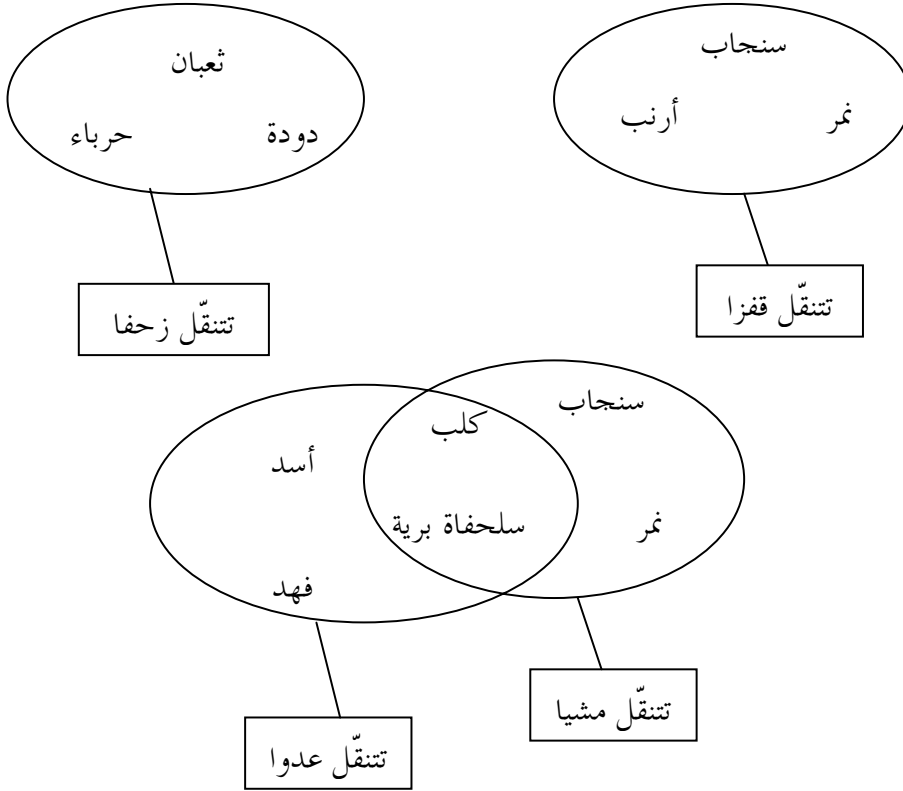 سنجاب
نمر
أرنب
تتنقّل قفزا
ثعبان
دودة
حرباء
تتنقّل زحفا
سنجاب
نمر
كلب
سلحفاة برية
أسد
فهد
تتنقّل مشيا
تتنقّل عدوا